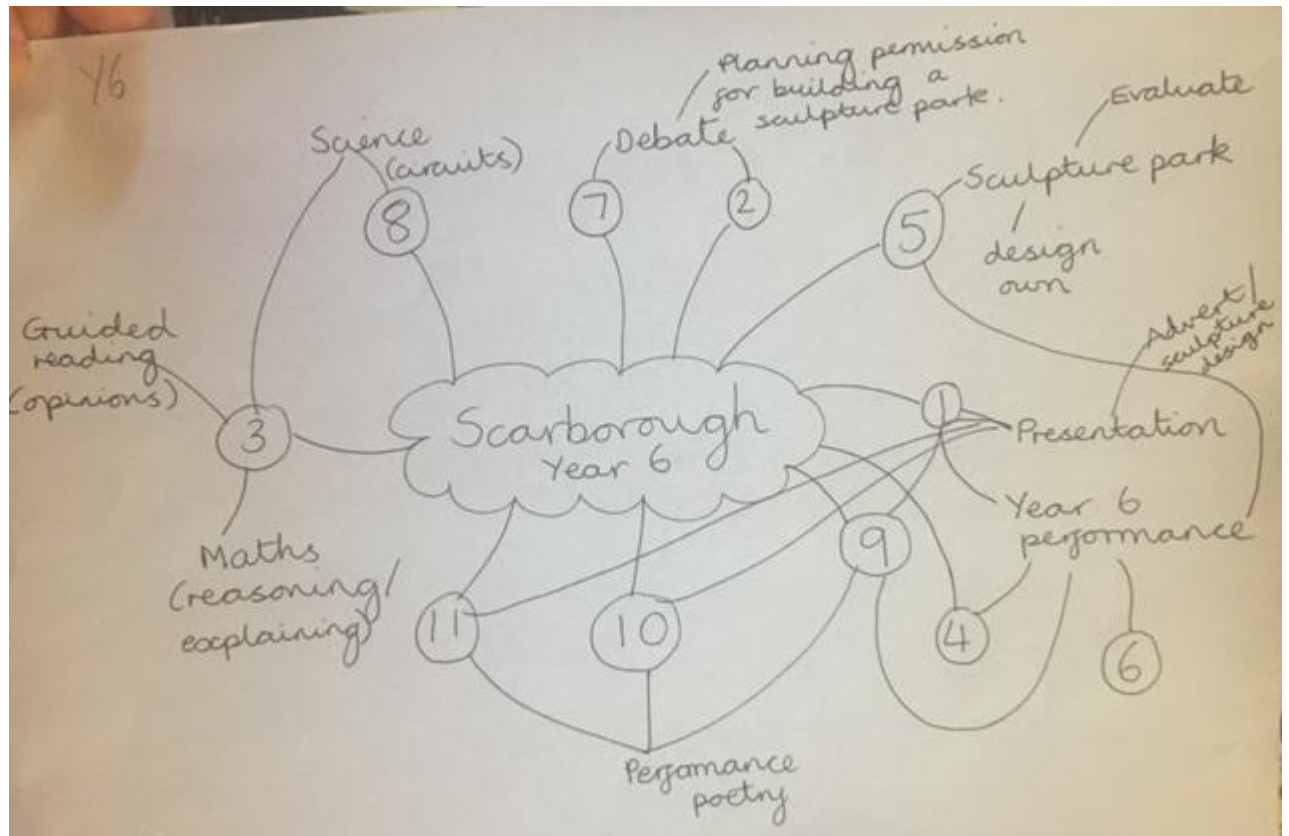 Y6
Planning permission
for building a
sculpture park.
Debate
Evaluate
Science
(circuits)
Sculpture park
8
7
2
5
design
own
Guided
reading
(opinions)
Advert/
sculpture
design
3
Scarborough
Year 6
1
Presentation
Year 6
performance
9
Maths
(reasoning/
explaining)
11
10
4
6
Perfomance
poetry